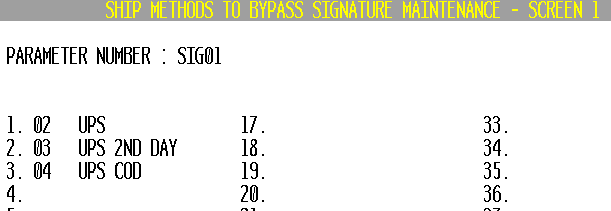 SHIP METHODS TO BYPASS SIGNATURE MAINTENANCE - SCREEN 1
PARAMETER NUMBER : SIG01
1. 02 UPS 17. 33.
2. 03 UPS 2ND DAY 18. 34.
3. 04 UPS COD 19. 35.
4. 20. 36.